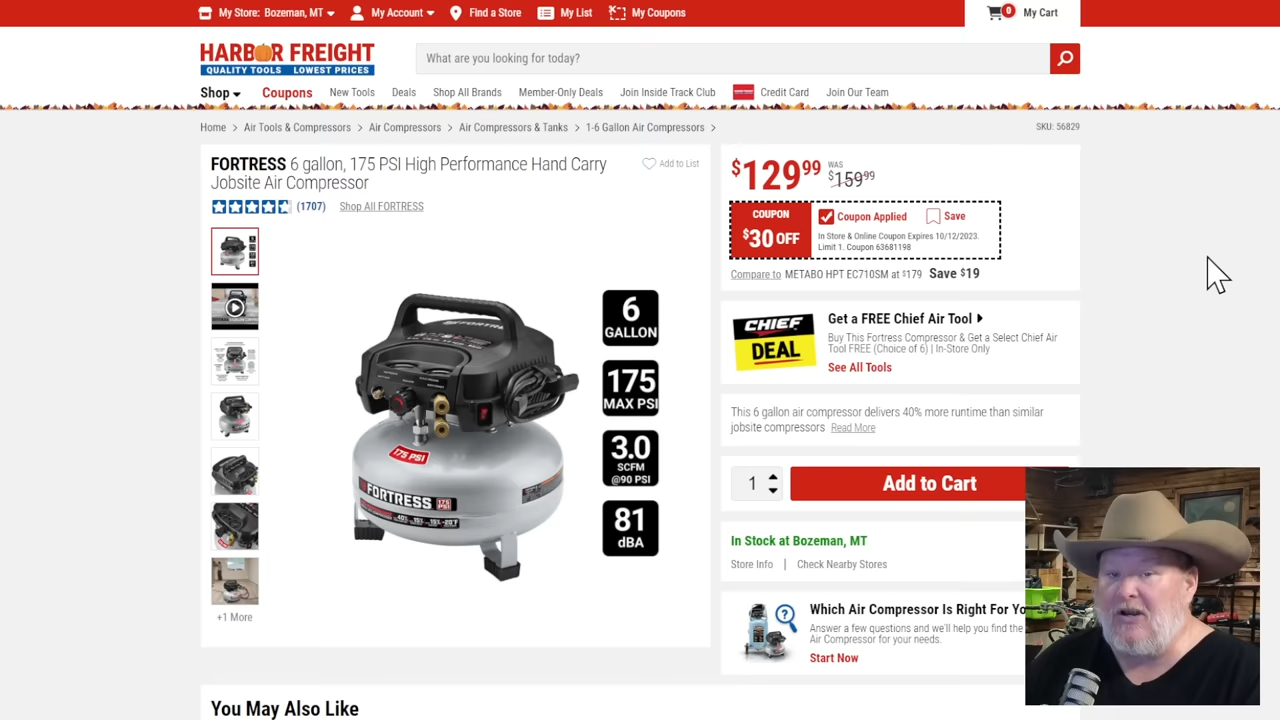 My Store: Bozeman, MT
My Account
Find a Store
My List
My Coupons
0
My Cart
HARBOR FREIGHT
QUALITY TOOLS LOWEST PRICES
What are you looking for today?
Shop
Coupons
New Tools
Deals
Shop All Brands
Member-Only Deals
Join Inside Track Club
Credit Card
Join Our Team
Home > Air Tools & Compressors > Air Compressors > Air Compressors & Tanks > 1-6 Gallon Air Compressors >
SKU: 56829
FORTRESS 6 gallon, 175 PSI High Performance Hand Carry
Jobsite Air Compressor
Add to List
(1707)
Shop All FORTRESS
6
GALLON
175
MAX PSI
3.0
SCFM
@90 PSI
81
dBA
175 PSI
FORTRESS 175
+1 More
$129.99
WAS
$159.99
COUPON
$30 OFF
Coupon Applied
Save
In Store & Online Coupon Expires 10/12/2023.
Limit 1. Coupon 63681198
Compare to METABO HPT EC710SM at $179 Save $19
CHIEF
DEAL
Get a FREE Chief Air Tool
Buy This Fortress Compressor & Get a Select Chief Air
Tool FREE (Choice of 6) | In-Store Only
See All Tools
This 6 gallon air compressor delivers 40% more runtime than similar
jobsite compressors Read More
1
Add to Cart
In Stock at Bozeman, MT
Store Info | Check Nearby Stores
Which Air Compressor Is Right For Yo
Answer a few questions and we'll help you find the
Air Compressor for your needs.
Start Now
You May Also Like